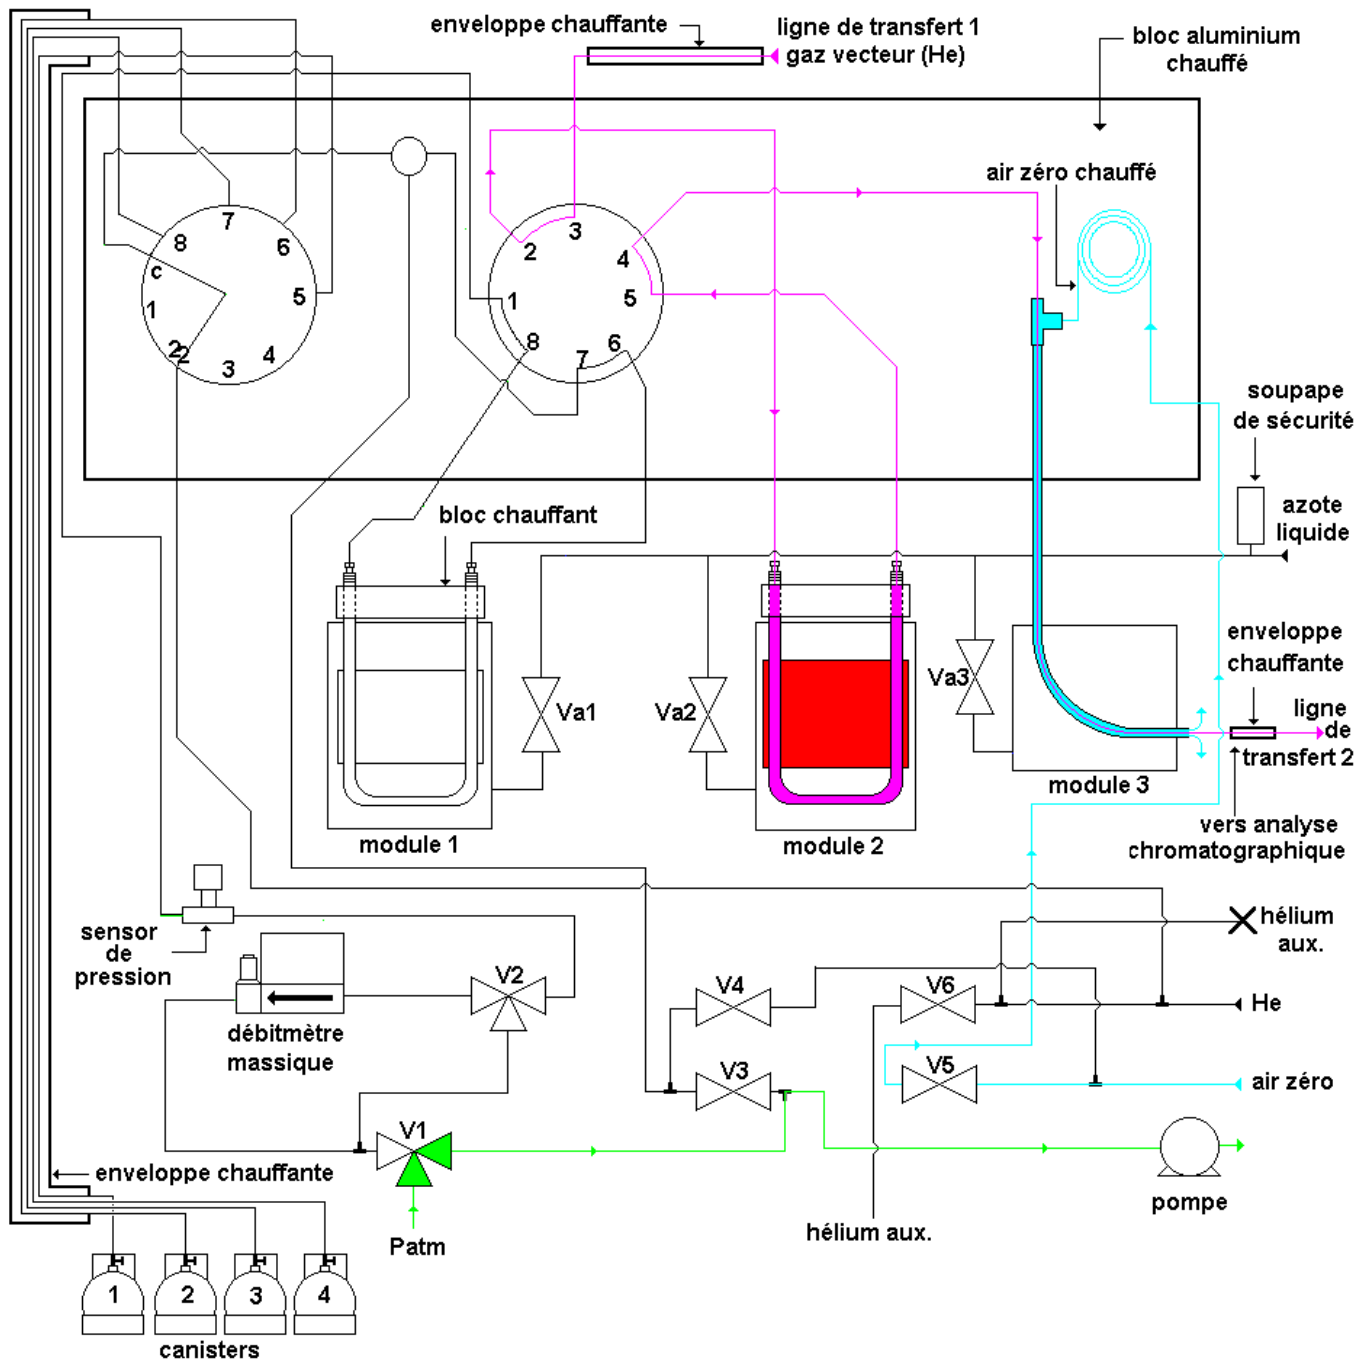 enveloppe chauffante
ligne de transfert 1
gaz vecteur (He)
bloc aluminium
chauffé
air zéro chauffé
7
8
6
c
5
1
2
2
3
4
3
2
4
1
5
8
7
6
soupape
de sécurité
azote
liquide
bloc chauffant
enveloppe
chauffante
Va1
Va2
Va3
ligne
de
transfert 2
module 1
module 2
module 3
vers analyse
chromatographique
sensor
de
pression
hélium
aux.
V2
V4
V6
He
débitmètre
massique
V3
V5
air zéro
V1
enveloppe chauffante
pompe
Patm
hélium aux.
1
2
3
4
canisters